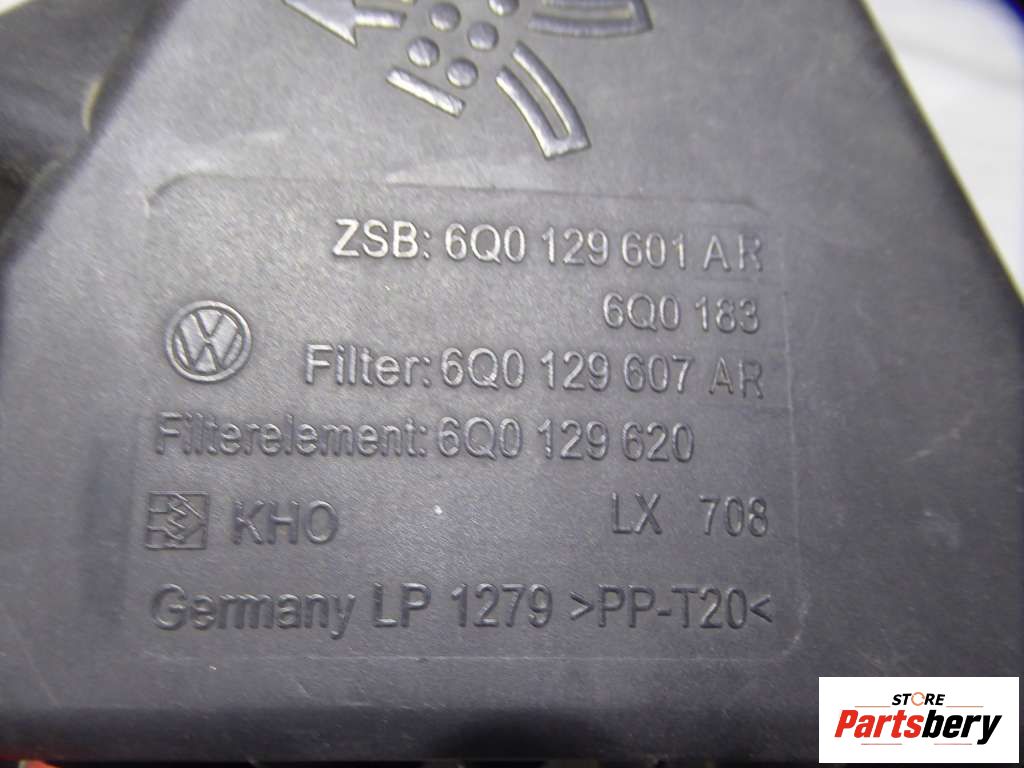 ZSB: 6Q0 129 601 AR
6Q0 183
Filter: 6Q0 129 607 AR
Filterelement: 6Q0 129 620
KHO LX 708
Germany LP 1279 >PP-T20<
STORE
Partsbery